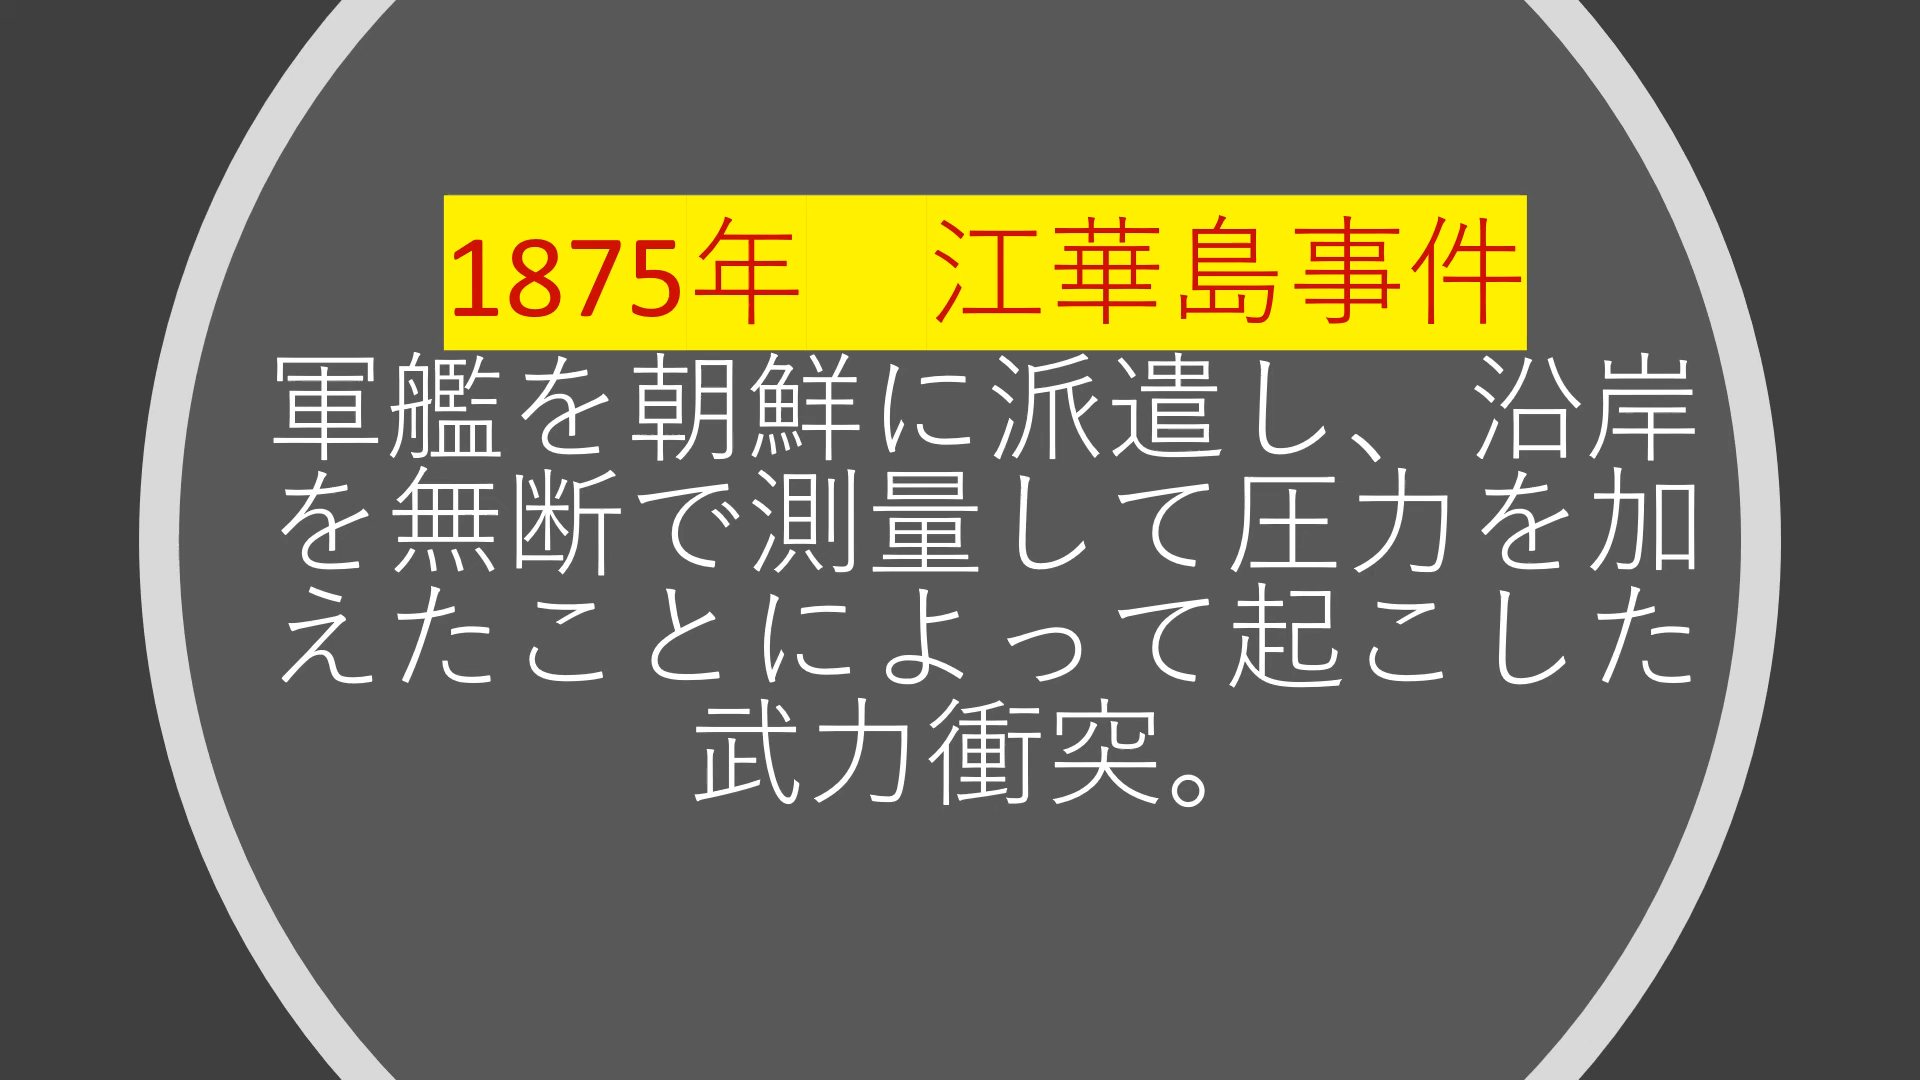 1875年　江華島事件
軍艦を朝鮮に派遣し、沿岸
を無断で測量して圧力を加
えたことによって起こした
武力衝突。